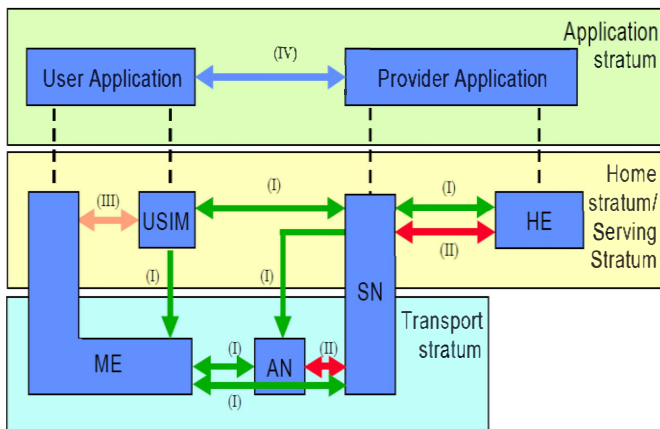 Application
stratum
(IV)
User Application
Provider Application
Home
stratum/
Serving
Stratum
(III)
USIM
(I)
(I)
HE
(II)
(I)
(I)
SN
Transport
stratum
ME
(I)
AN
(II)
(I)